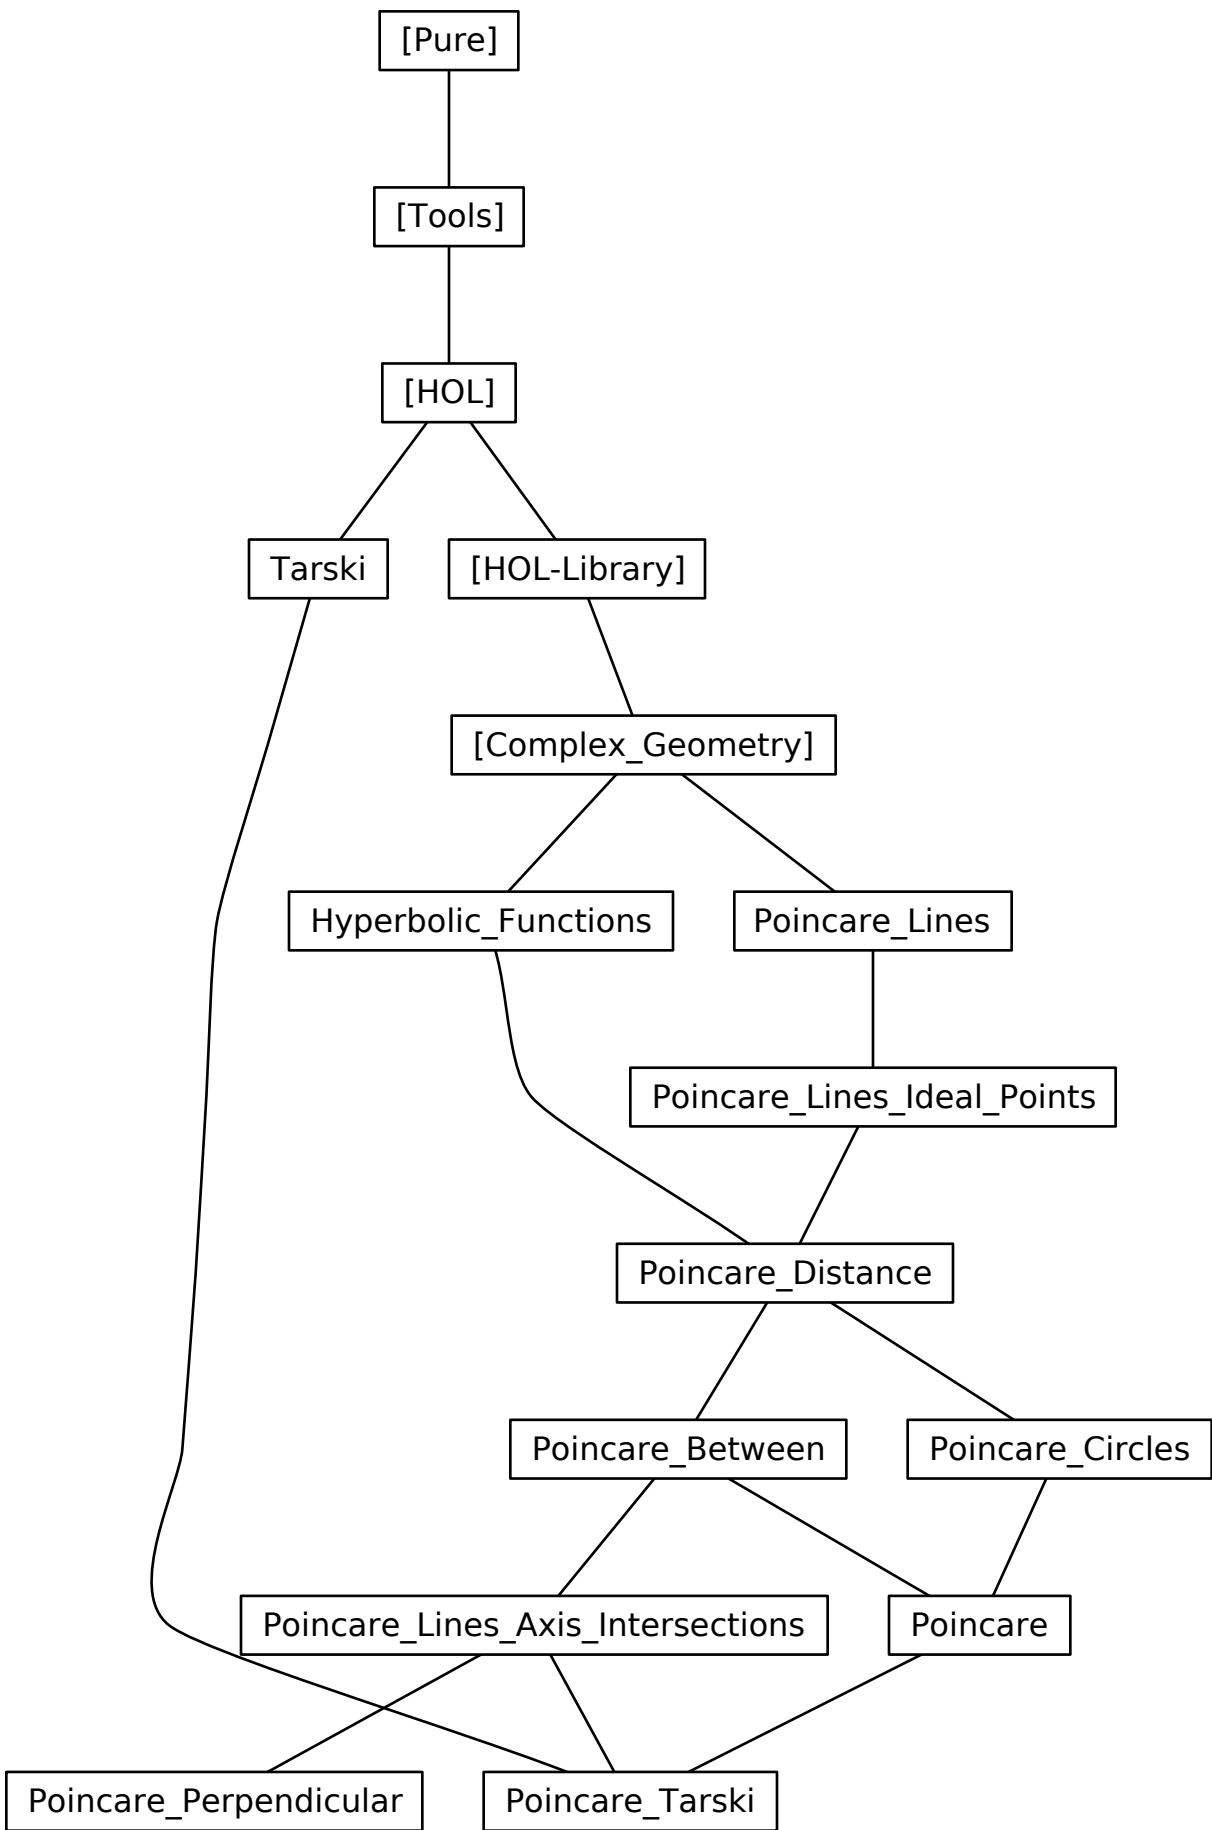 [Pure]
[Tools]
[HOL]
Tarski
[HOL-Library]
[Complex_Geometry]
Hyperbolic_Functions
Poincare_Lines
Poincare_Lines_Ideal_Points
Poincare_Distance
Poincare_Between
Poincare_Circles
Poincare_Lines_Axis_Intersections
Poincare
Poincare_Perpendicular
Poincare_Tarski